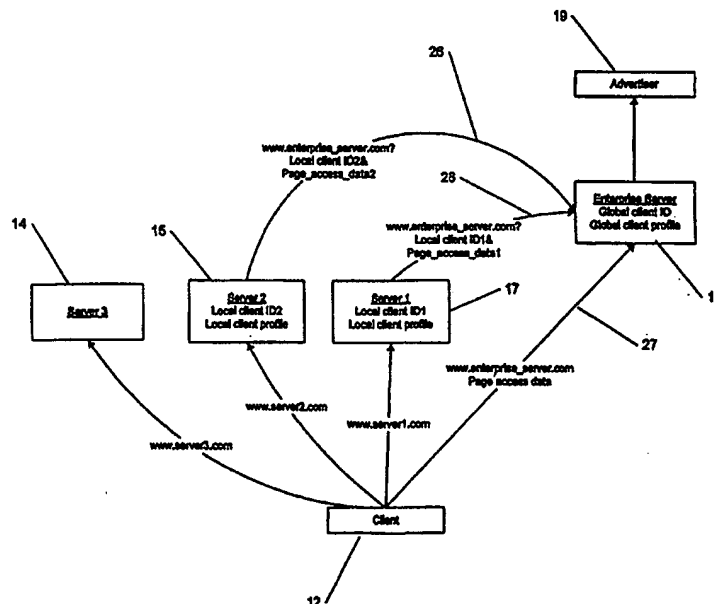 26
19
Advertiser
www.enterprise_server.com?
Local client ID2&
Page_access_data2
28
Enterprise Server
Global client ID
Global client profile
14
15
www.enterprise_server.com?
Local client ID1&
Page_access_data1
1
Server 3
Server 2
Local client ID2
Local client profile
Server 1
Local client ID1
Local client profile
17
27
www.enterprise_server.com
Page access data
www.server3.com
www.server2.com
www.server1.com
Client
12